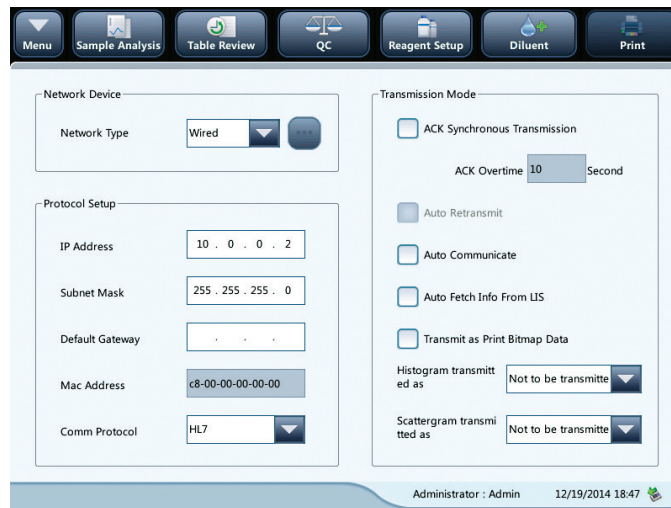 Menu
Sample Analysis
Table Review
QC
Reagent Setup
Diluent
Print
Network Device
Network Type
Wired
Protocol Setup
IP Address
10 . 0 . 0 . 2
Subnet Mask
255 . 255 . 255 . 0
Default Gateway
. . .
Mac Address
c8-00-00-00-00-00
Comm Protocol
HL7
Transmission Mode
ACK Synchronous Transmission
ACK Overtime 10 Second
Auto Retransmit
Auto Communicate
Auto Fetch Info From LIS
Transmit as Print Bitmap Data
Histogram transmitt
ed as
Not to be transmitte
Scattergram transmi
tted as
Not to be transmitte
Administrator : Admin
12/19/2014 18:47